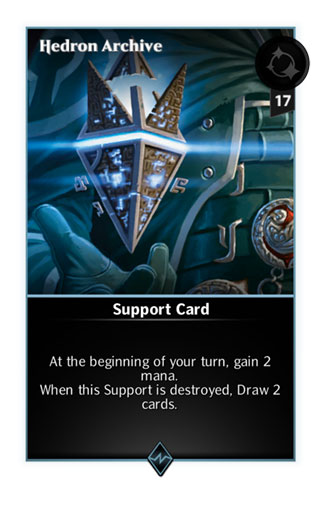 Hedron Archive
17
Support Card
At the beginning of your turn, gain 2
mana.
When this Support is destroyed, Draw 2
cards.